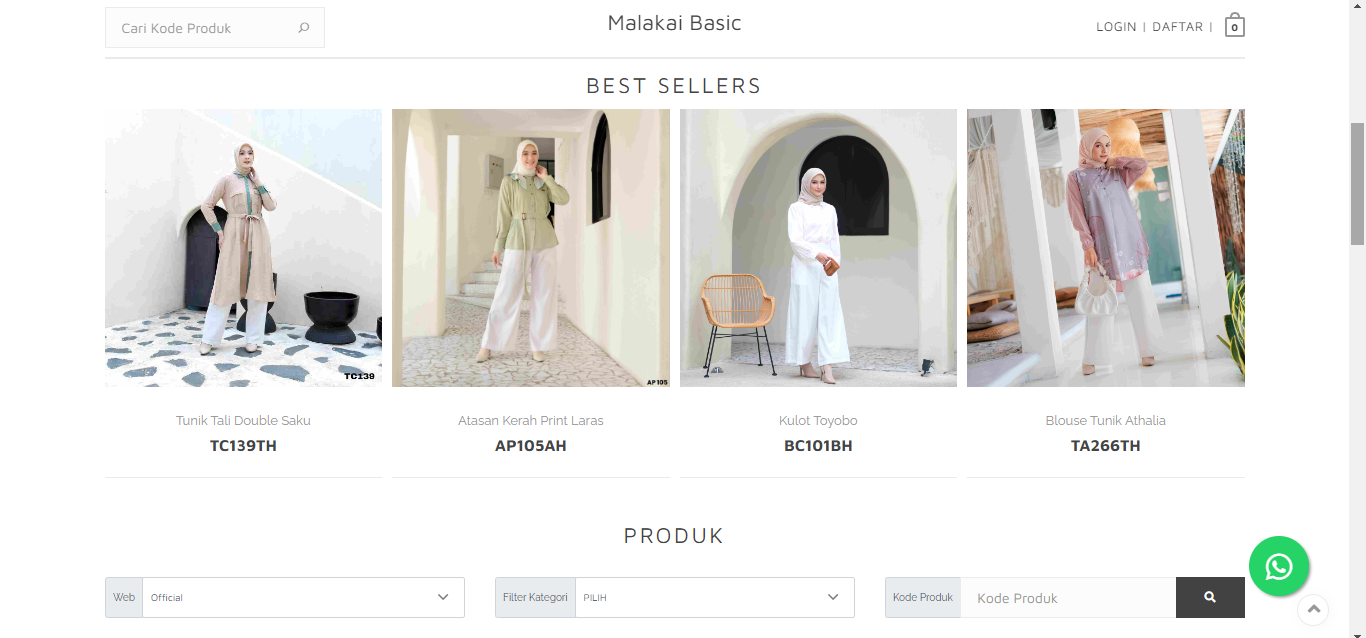 Cari Kode Produk
Malakai Basic
LOGIN | DAFTAR |
0
BEST SELLERS
TC139
AP 105
Tunik Tali Double Saku
TC139TH
Atasan Kerah Print Laras
AP105AH
Kulot Toyobo
BC101BH
Blouse Tunik Athalia
TA266TH
PRODUK
Web
Official
Filter Kategori
PILIH
Kode Produk
Kode Produk